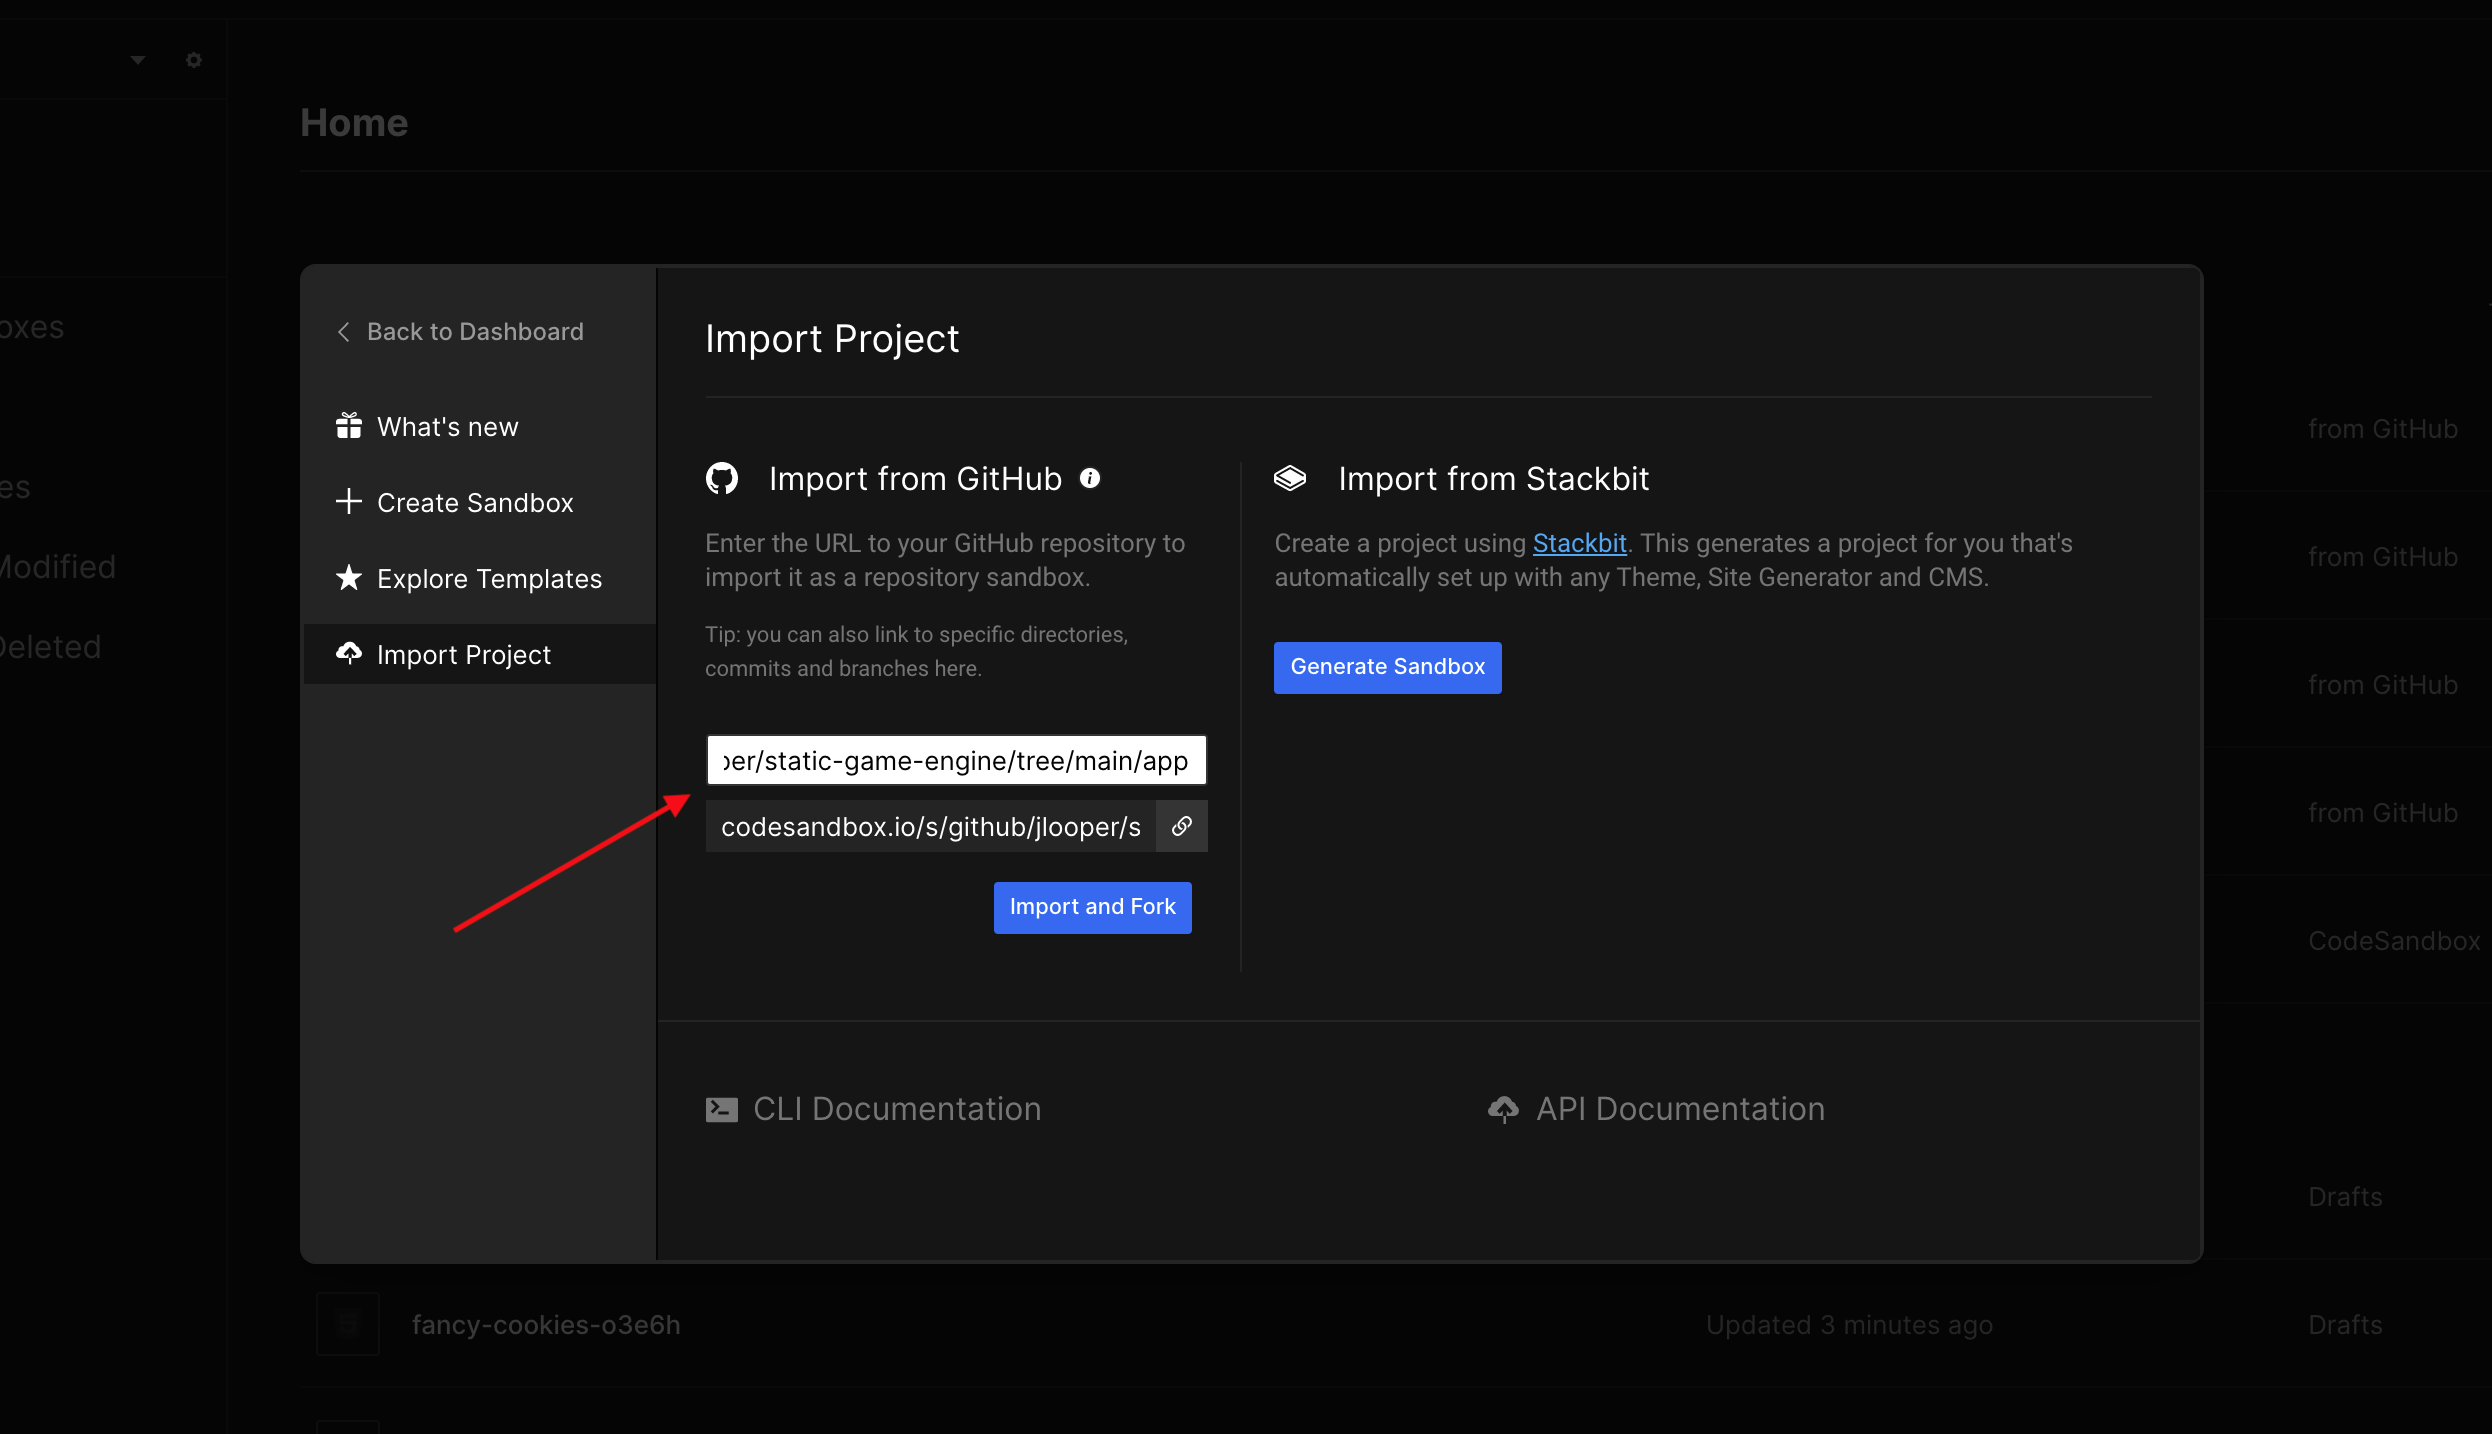 Home
Back to Dashboard
What's new
Create Sandbox
Explore Templates
Import Project
Import Project
Import from GitHub
Enter the URL to your GitHub repository to
import it as a repository sandbox.
Tip: you can also link to specific directories,
commits and branches here.
per/static-game-engine/tree/main/app
codesandbox.io/s/github/jlooper/s
Import and Fork
Import from Stackbit
Create a project using Stackbit. This generates a project for you that's
automatically set up with any Theme, Site Generator and CMS.
Generate Sandbox
CLI Documentation
API Documentation
oxes
es
Modified
Deleted
from GitHub
from GitHub
from GitHub
from GitHub
CodeSandbox
Drafts
fancy-cookies-o3e6h
Updated 3 minutes ago
Drafts